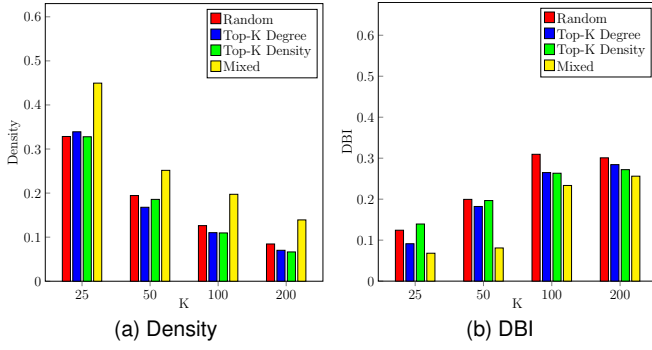 0.6
0.5
0.4
0.3
0.2
0.1
0
Density
25 50 100 200
K
Random
Top-K Degree
Top-K Density
Mixed
(a) Density
0.6
0.5
0.4
0.3
0.2
0.1
0
DBI
25 50 100 200
K
Random
Top-K Degree
Top-K Density
Mixed
(b) DBI